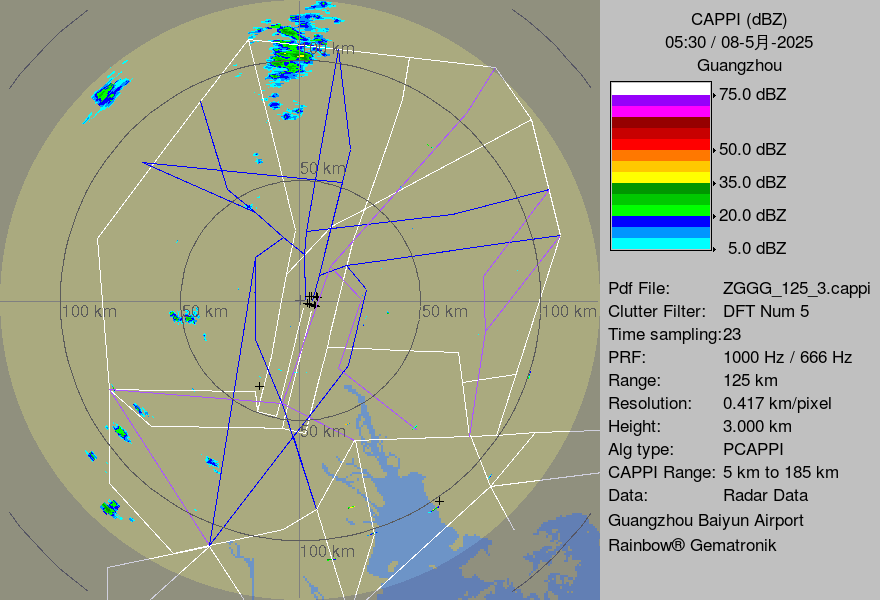 CAPPI (dBZ)
05:30 / 08-5月-2025
Guangzhou
75.0 dBZ
50.0 dBZ
35.0 dBZ
20.0 dBZ
5.0 dBZ
Pdf File: ZGGG_125_3.cappi
Clutter Filter: DFT Num 5
Time sampling:23
PRF: 1000 Hz / 666 Hz
Range: 125 km
Resolution: 0.417 km/pixel
Height: 3.000 km
Alg type: PCAPPI
CAPPI Range: 5 km to 185 km
Data: Radar Data
Guangzhou Baiyun Airport
Rainbow® Gematronik
100 km
50 km
100 km
50 km
50 km
100 km
50 km
100 km